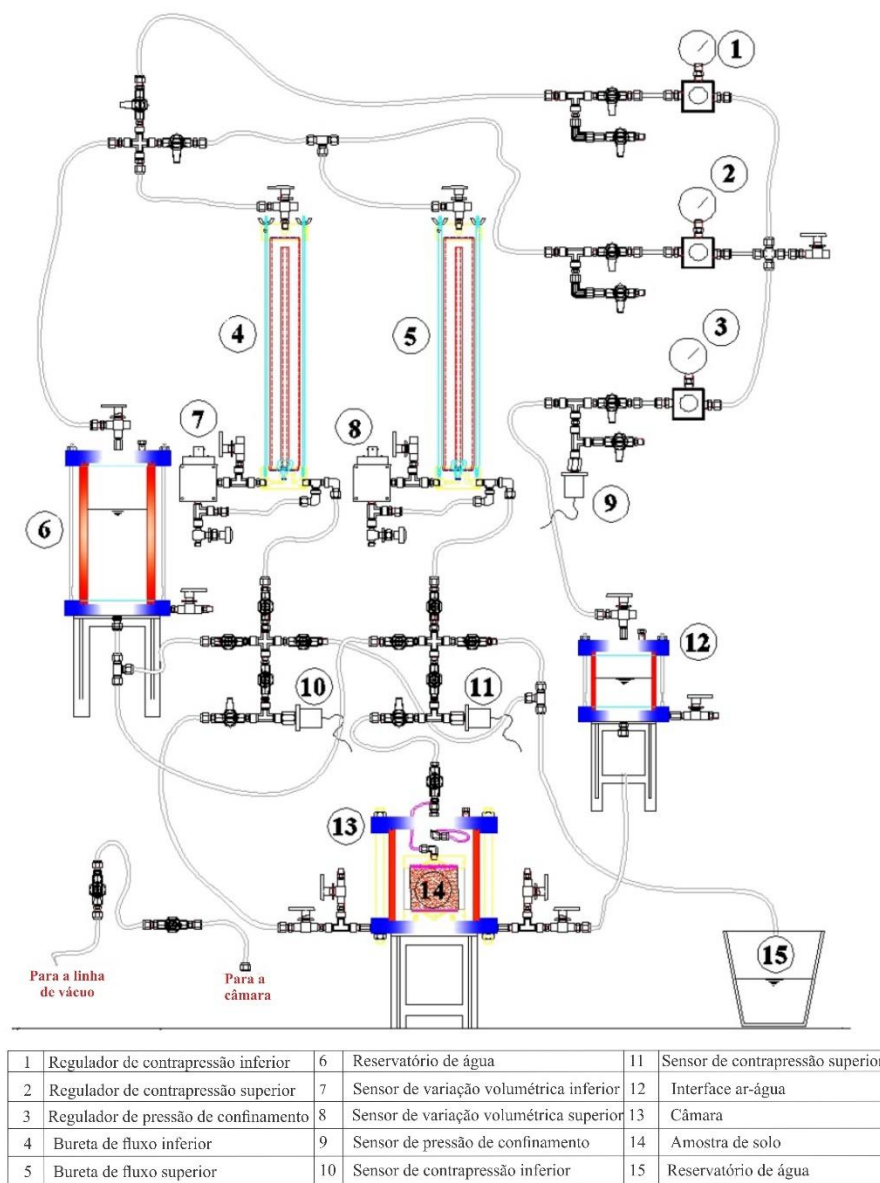 1
2
3
4
5
7
8
6
9
12
10
11
13
14
15
Para a linha
de vácuo
Para a
câmara
1 Regulador de contrapressão inferior 6 Reservatório de água 11 Sensor de contrapressão superior
2 Regulador de contrapressão superior 7 Sensor de variação volumétrica inferior 12 Interface ar-água
3 Regulador de pressão de confinamento 8 Sensor de variação volumétrica superior 13 Câmara
4 Bureta de fluxo inferior 9 Sensor de pressão de confinamento 14 Amostra de solo
5 Bureta de fluxo superior 10 Sensor de contrapressão inferior 15 Reservatório de água